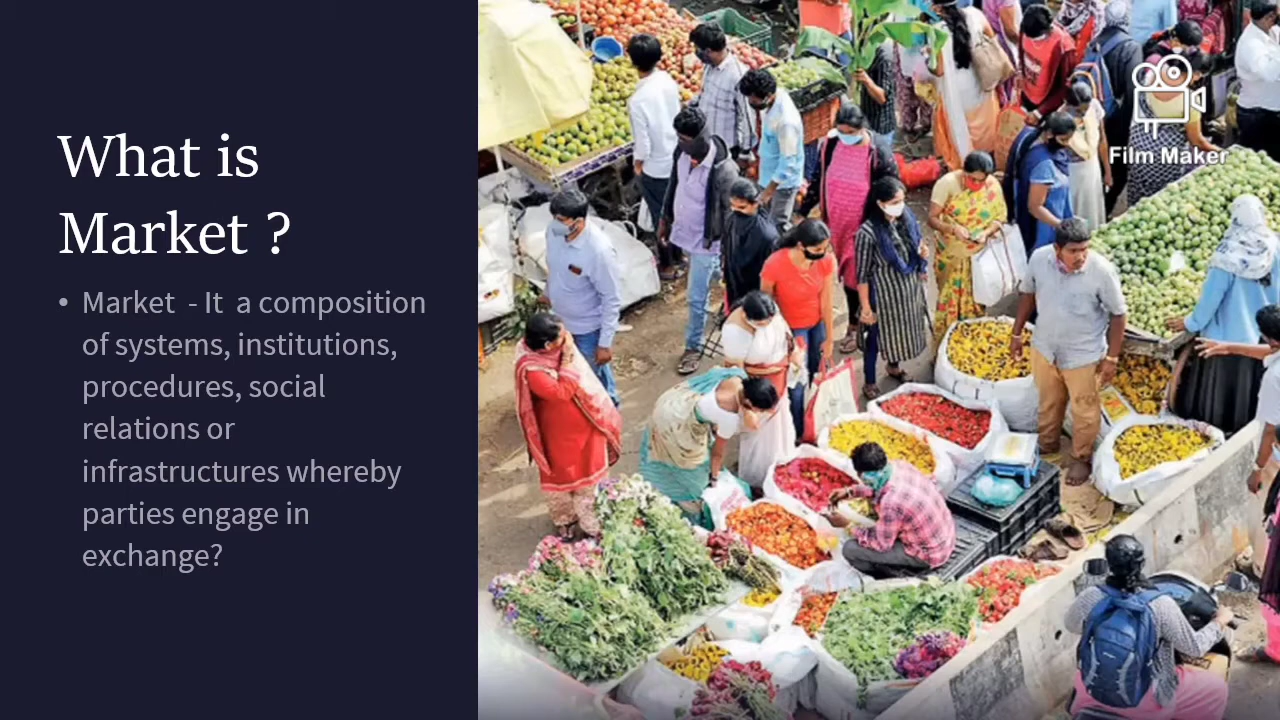 What is
Market ?
• Market  - It  a composition
of systems, institutions,
procedures, social
relations or
infrastructures whereby
parties engage in
exchange?
Film Maker